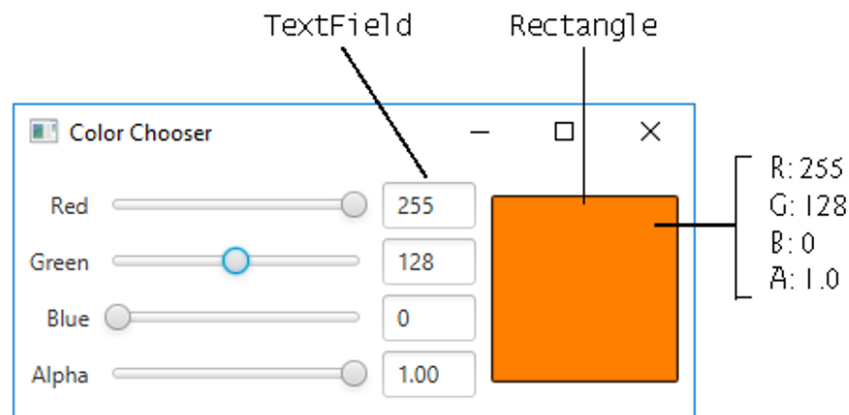 TextField Rectangle
Color Chooser
Red 255
Green 128
Blue 0
Alpha 1.00
R: 255
G: 128
B: 0
A: 1.0